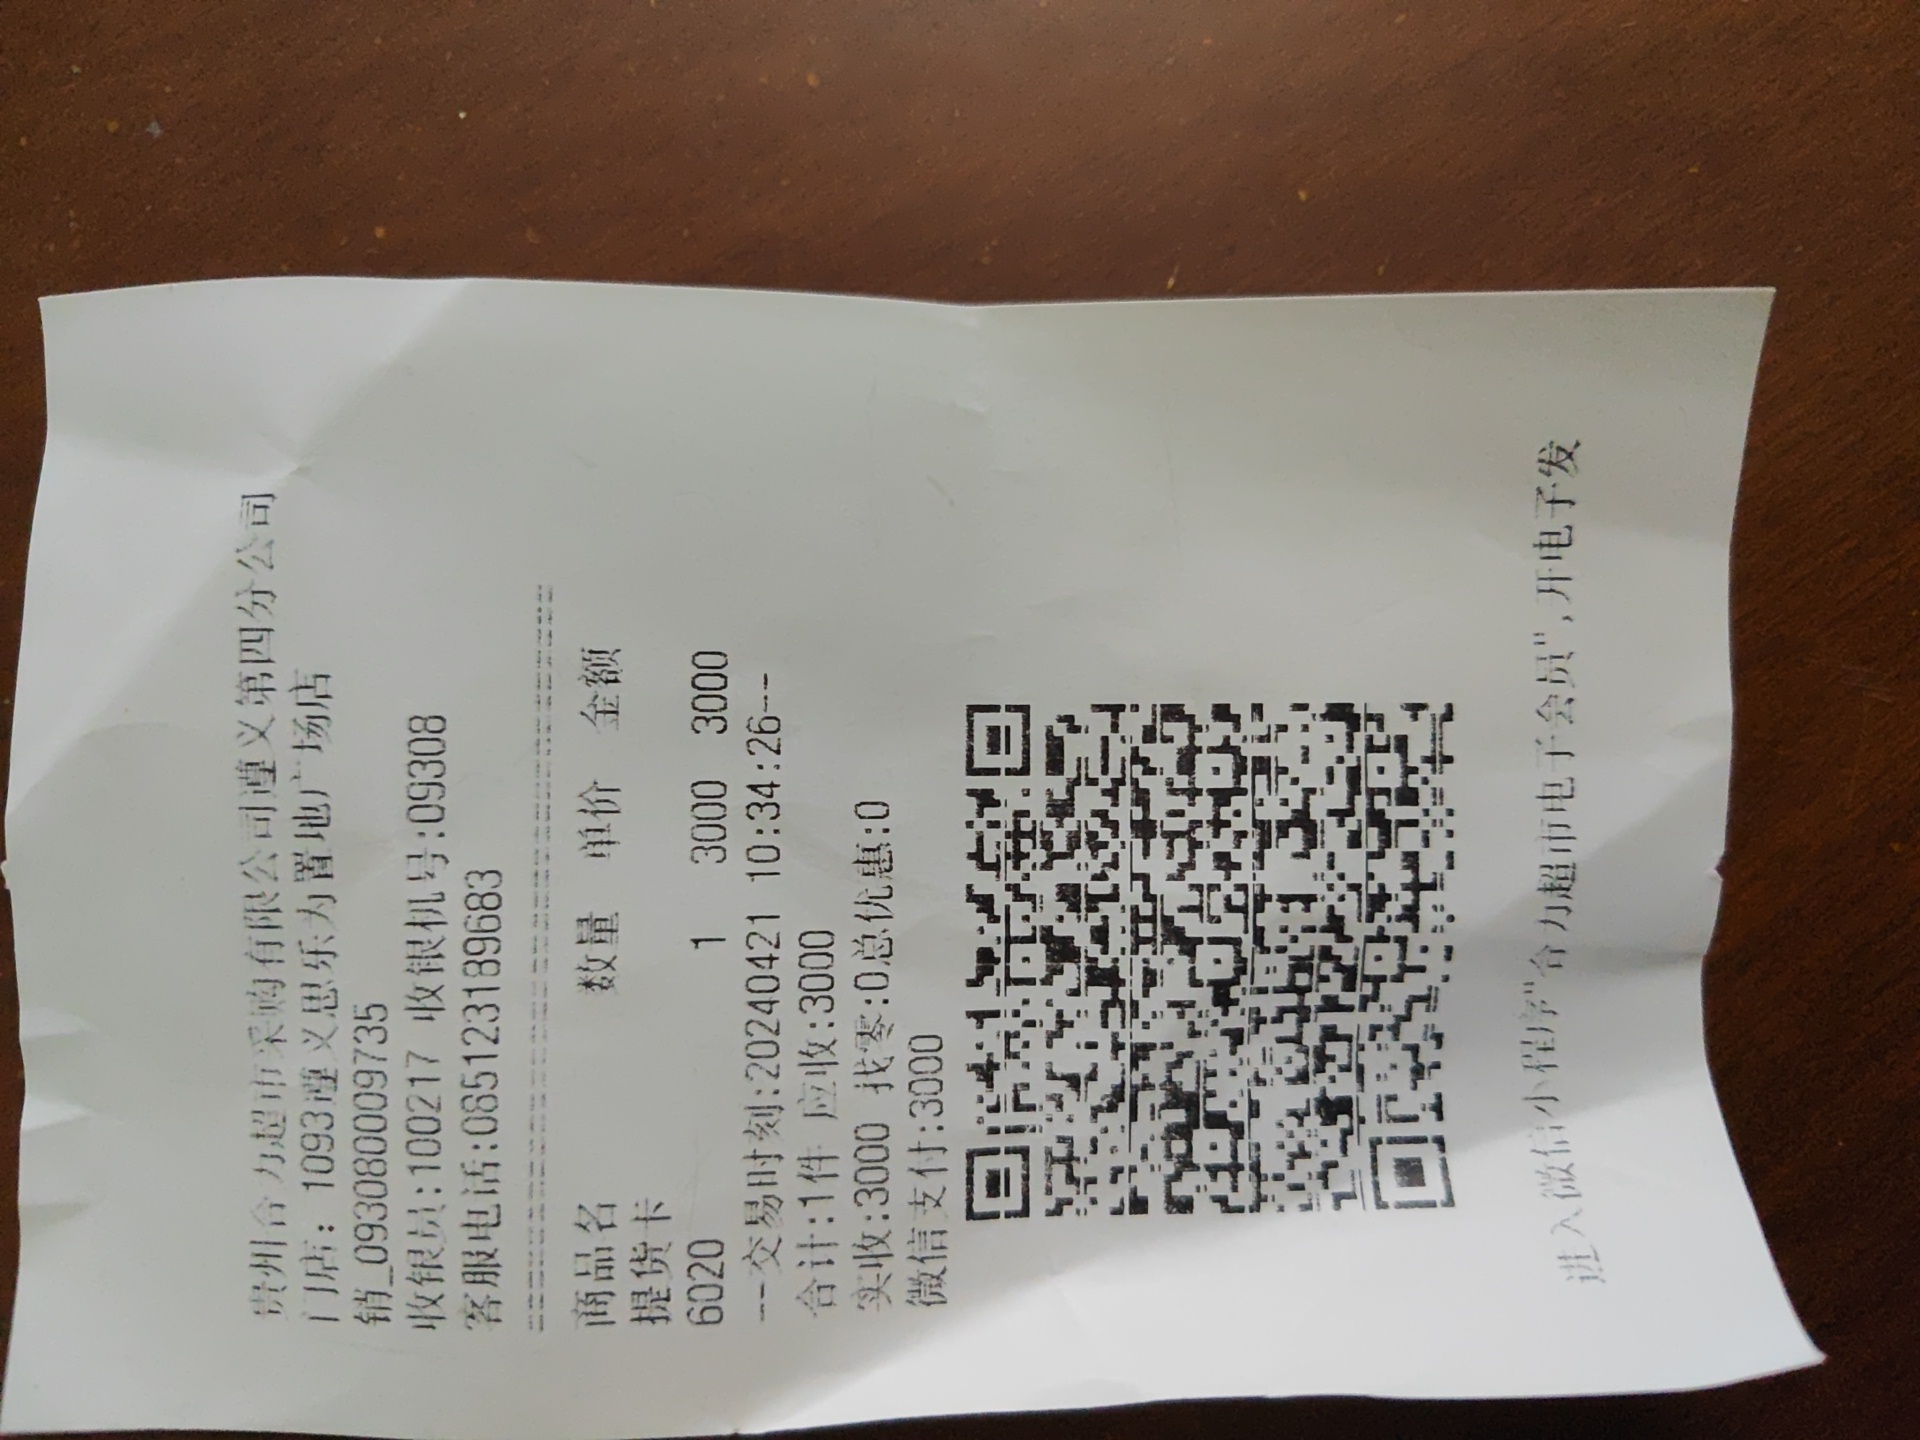 贵州合力超市采购有限公司遵义第四分公司
门店: 1093遵义思乐为置地广场店
销_0930800009735
收银员:100217 收银机号:09308
客服电话:085123189683
商品名 数量 单价 金额
提货卡
6020 1 3000 3000
--交易时刻:20240421 10:34:26---
合计:1件 应收:3000
实收:3000 找零:0总优惠:0
微信支付:3000
进入微信小程序"合力超市电子会员",开电子发